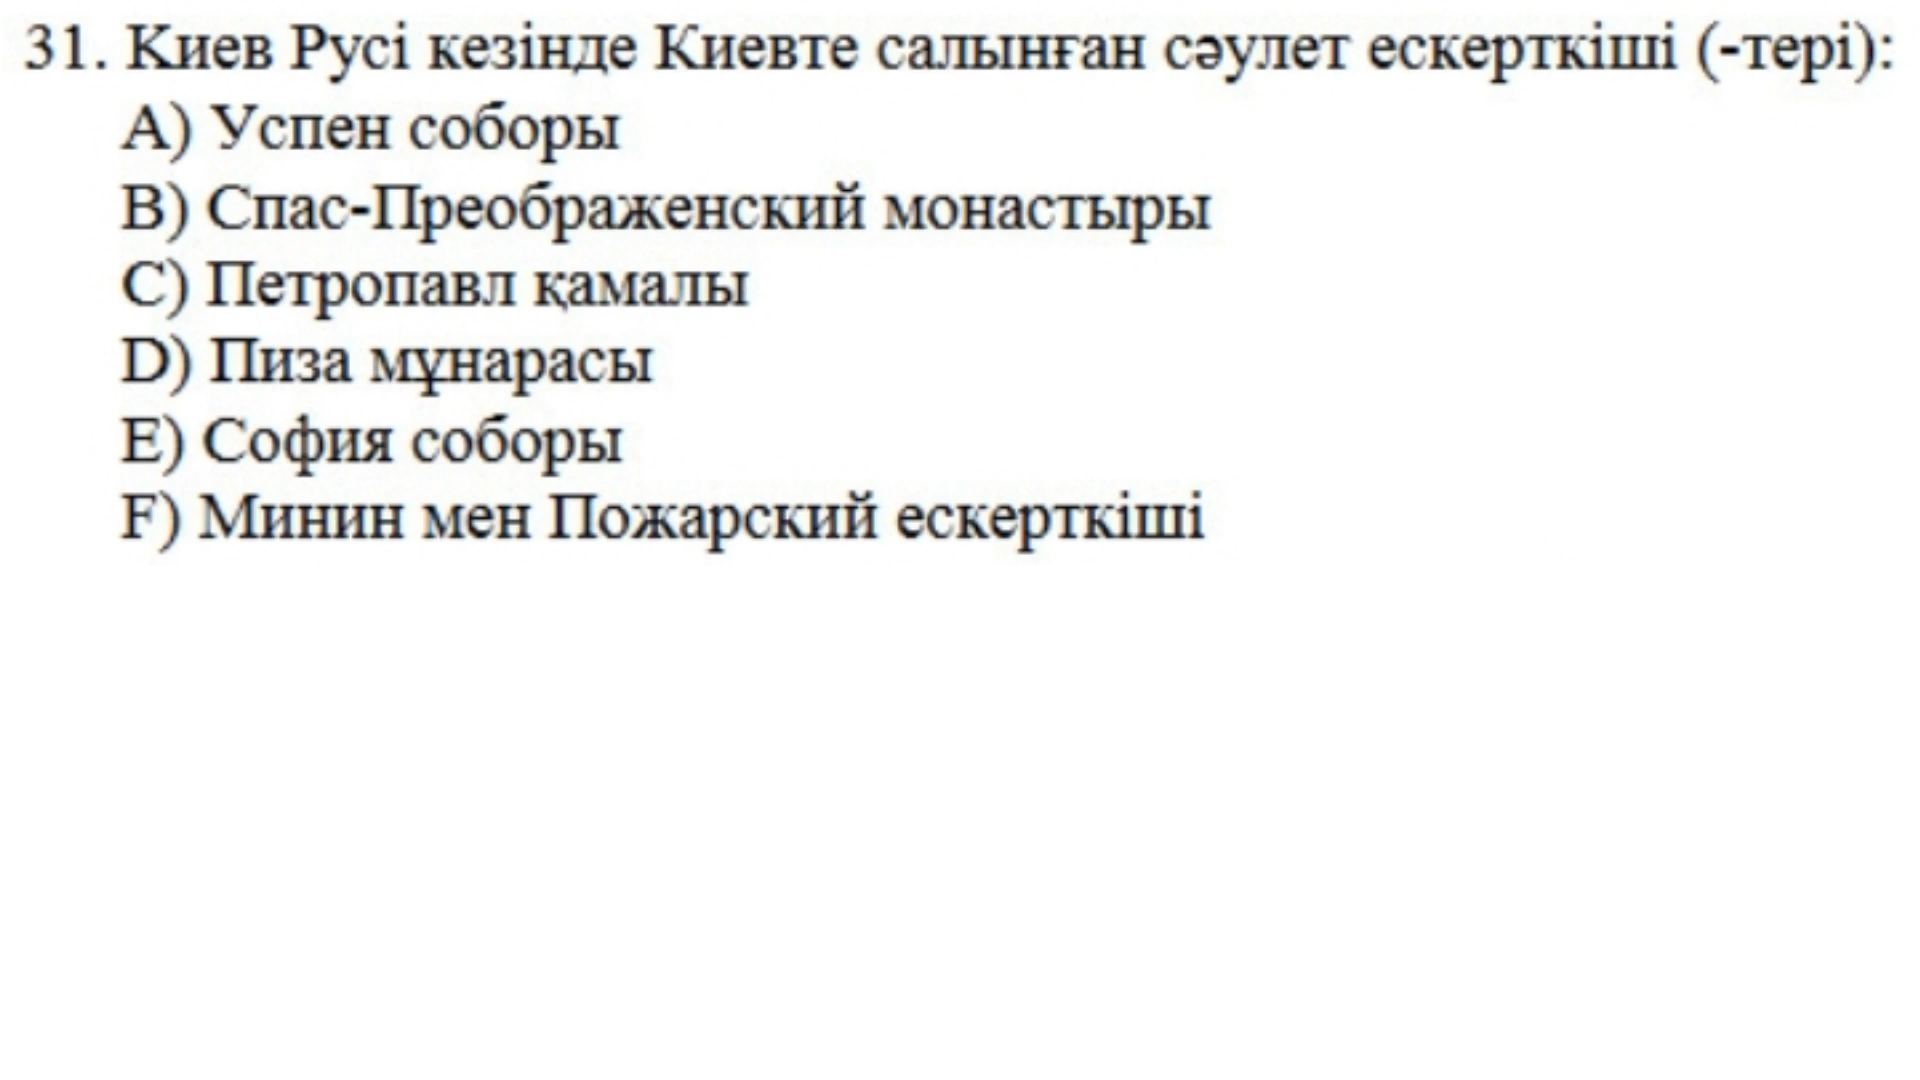 31. Киев Русі кезінде Киевте салынған сәулет ескерткіші (-тері):
A) Успен соборы
B) Спас-Преображенский монастыры
C) Петропавл қамалы
D) Пиза мұнарасы
E) София соборы
F) Минин мен Пожарский ескерткіші